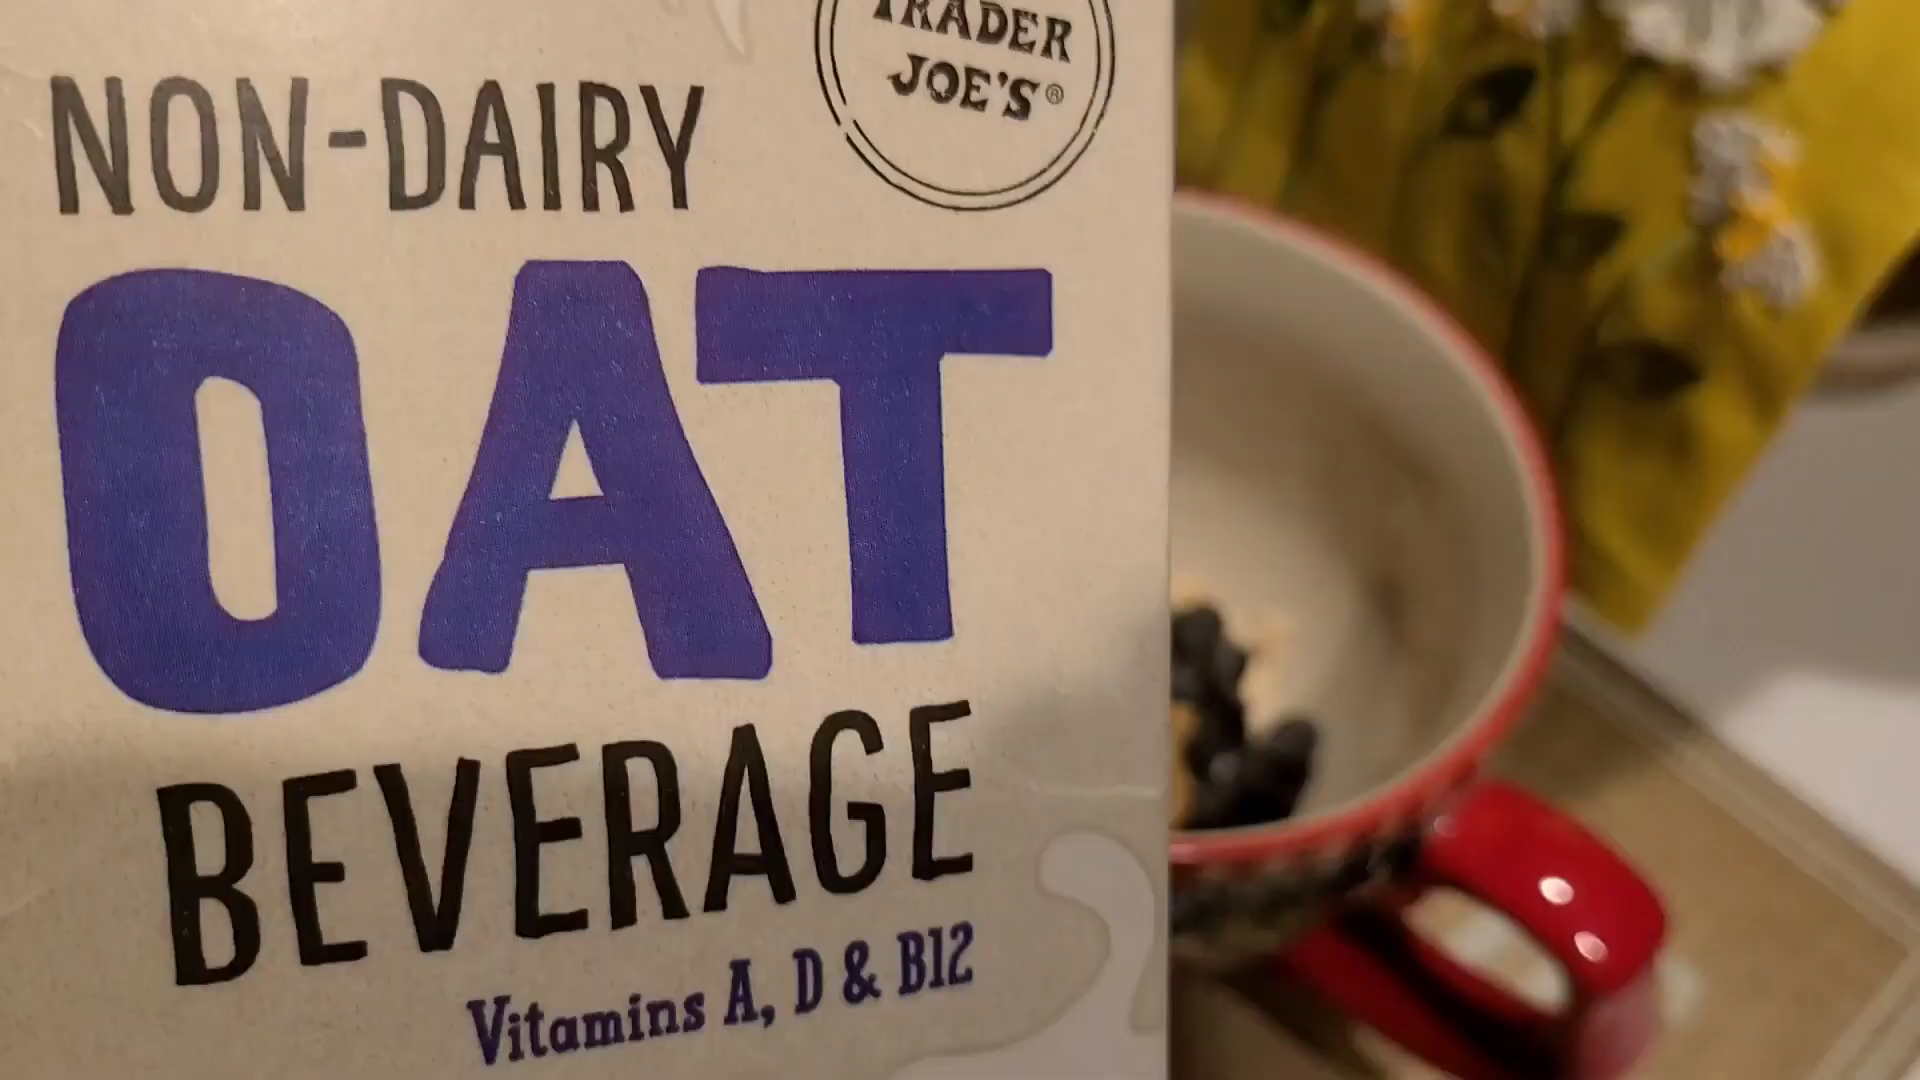 TRADER
JOE'S®
NON-DAIRY
OAT
BEVERAGE
Vitamins A, D & B12